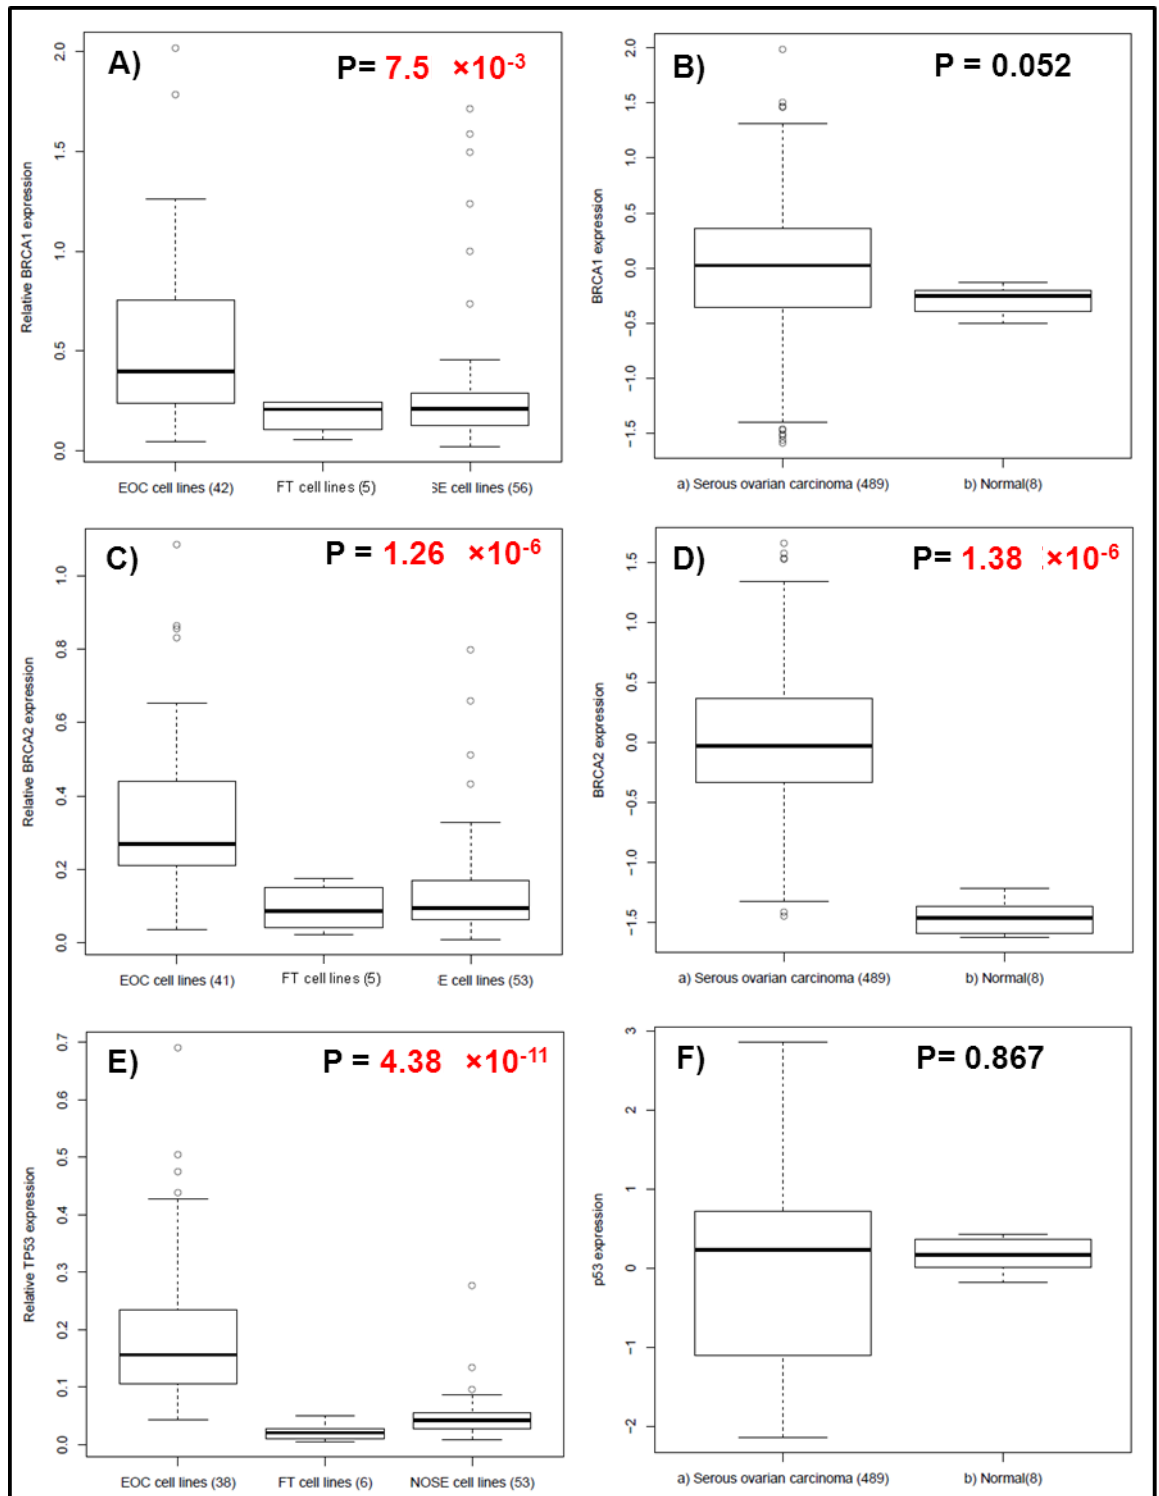 A)
P= 7.5 ×10-3
Relative BRCA1 expression
2.0
1.5
1.0
0.5
0.0
EOC cell lines (42)
FT cell lines (5)
SE cell lines (56)
B)
P = 0.052
BRCA1 expression
2.0
1.5
1.0
0.5
0.0
−0.5
−1.0
−1.5
a) Serous ovarian carcinoma (489)
b) Normal(8)
C)
P = 1.26 ×10-6
Relative BRCA2 expression
1.0
0.8
0.6
0.4
0.2
0.0
EOC cell lines (41)
FT cell lines (5)
E cell lines (53)
D)
P= 1.38 ×10-6
BRCA2 expression
1.5
1.0
0.5
0.0
−0.5
−1.0
−1.5
a) Serous ovarian carcinoma (489)
b) Normal(8)
E)
P = 4.38 ×10-11
Relative TP53 expression
0.7
0.6
0.5
0.4
0.3
0.2
0.1
0.0
EOC cell lines (38)
FT cell lines (6)
NOSE cell lines (53)
F)
P= 0.867
p53 expression
3
2
1
0
−1
−2
a) Serous ovarian carcinoma (489)
b) Normal(8)